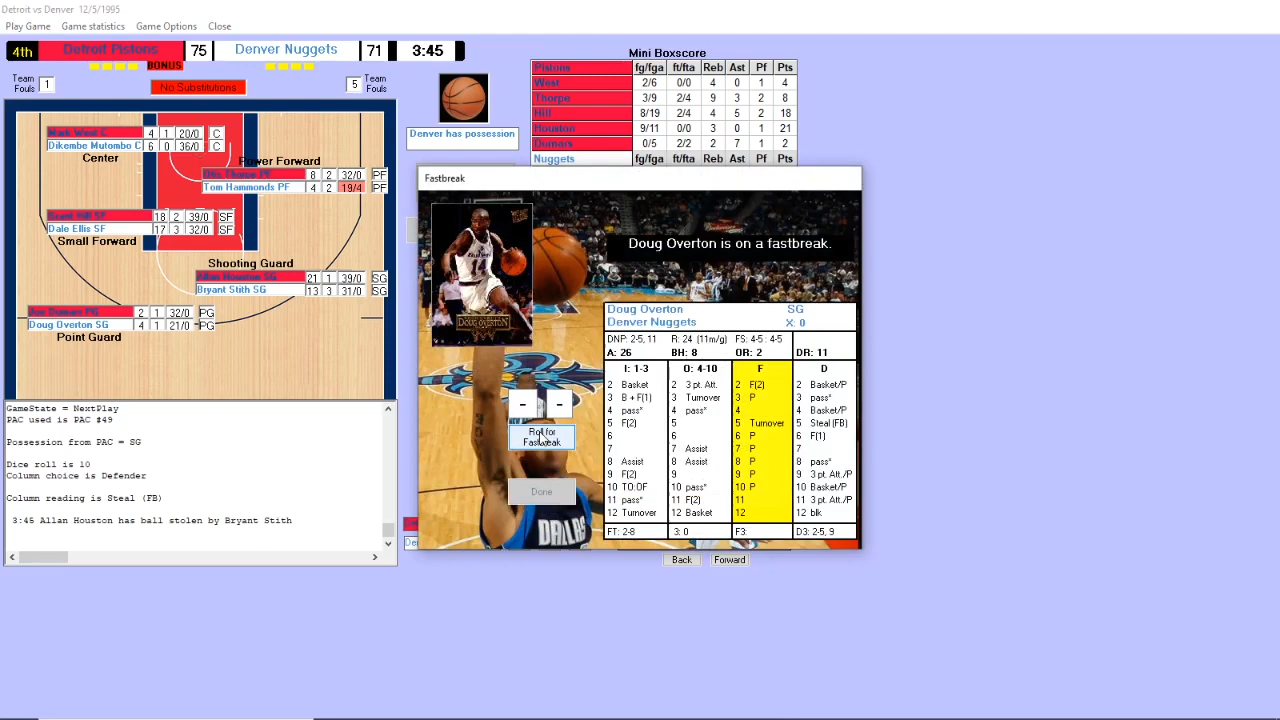 Detroit vs Denver 12/5/1995
Play Game Game statistics Game Options Close
4th Detroit Pistons 75 Denver Nuggets 71 3:45
BONUS
Team Fouls 1
No Substitutions
5 Team Fouls
Mark West C 4 1 20/0 C
Dikembe Mutombo C 6 0 36/0 C
Center
Power Forward
Otis Thorpe PF 8 2 32/0 PF
Tom Hammonds PF 4 2 19/4 PF
Grant Hill SF 18 2 39/0 SF
Dale Ellis SF 17 3 32/0 SF
Small Forward
Shooting Guard
Allan Houston SG 21 1 39/0 SG
Bryant Stith SG 13 3 31/0 SG
Joe Dumars PG 2 1 32/0 PG
Doug Overton SG 4 1 21/0 PG
Point Guard
GameState = NextPlay
PAC used is PAC #49
Possession from PAC = SG
Dice roll is 10
Column choice is Defender
Column reading is Steal (FB)
3:45 Allan Houston has ball stolen by Bryant Stith
Denver has possession
Mini Boxscore
Pistons fg/fga ft/fta Reb Ast Pf Pts
West 2/6 0/0 4 0 1 4
Thorpe 3/9 2/4 9 3 2 8
Hill 8/19 2/4 4 5 2 18
Houston 9/11 0/0 3 0 1 21
Dumars 0/5 2/2 2 7 1 2
Nuggets fg/fga ft/fta Reb Ast Pf Pts
Fastbreak
Doug Overton is on a fastbreak.
DOUG OVERTON
Doug Overton SG
Denver Nuggets X: 0
DNP: 2-5, 11 R: 24 (11m/g) FS: 4-5 : 4-5
A: 26 BH: 8 OR: 2 DR: 11
I: 1-3 O: 4-10 F D
2 Basket 2 3 pt. Att. 2 F(2) 2 Basket/P
3 B + F(1) 3 Turnover 3 P 3 pass*
4 pass* 4 pass* 4 4 Basket/P
5 F(2) 5 5 Turnover 5 Steal (FB)
6 6 6 P 6 F(1)
7 7 Assist 7 P 7
8 Assist 8 Assist 8 P 8 pass*
9 F(2) 9 9 P 9 3 pt. Att./P
10 TO:OF 10 pass* 10 P 10 Basket/P
11 pass* 11 F(2) 11 11 3 pt. Att./P
12 Turnover 12 Basket 12 12 blk
FT: 2-8 3: 0 F3: D3: 2-5, 9
- -
Roll for
Fastbreak
Done
DALLAS
Back Forward